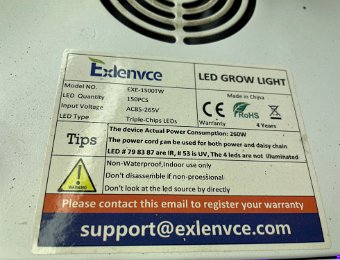 Exlenvce
LED GROW LIGHT
Model No. EXE-1500TW
LED. Quantity 150PCS
Input Voltage AC85-265V
LED Type Triple-Chips LEDs
Made in China
CE RoHS
Warranty 4 Years
Tips
The device Actual Power Consumption: 260W
The power cord can be used for both power and daisy chain
LED # 79 83 87 are IR, # 53 is UV, The 4 leds are not illuminated
WARNING
Non-Waterproof, Indoor use only
Don't disassemble if non-proessional
Don't look at the led source by directly
Please contact this email to register your warranty
support@exlenvce.com